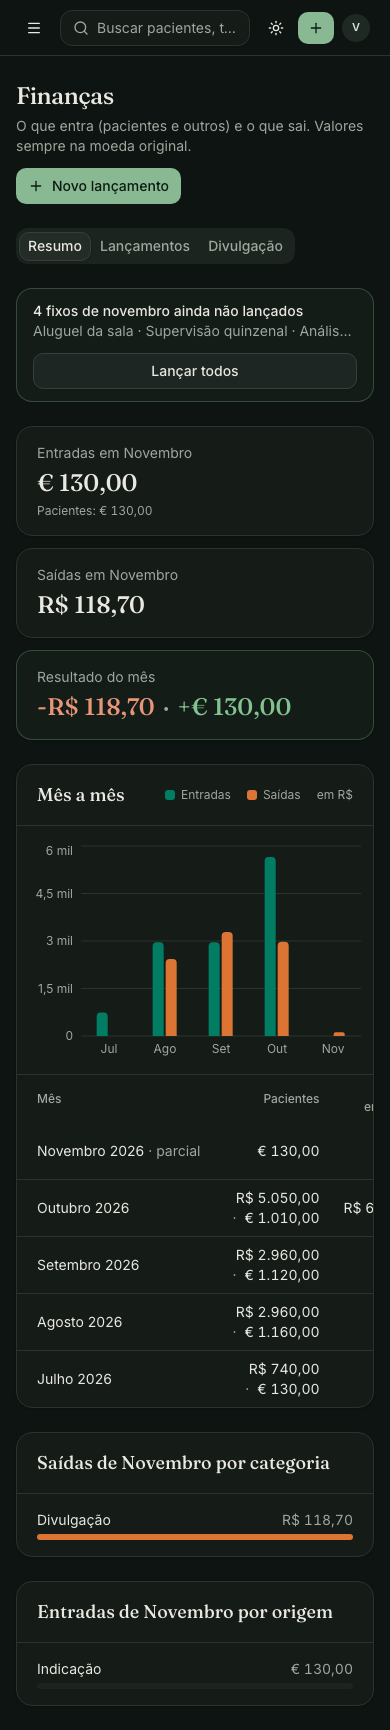 Buscar pacientes, t...
V
Finanças
O que entra (pacientes e outros) e o que sai. Valores
sempre na moeda original.
Novo lançamento
Resumo Lançamentos Divulgação
4 fixos de novembro ainda não lançados
Aluguel da sala · Supervisão quinzenal · Anális...
Lançar todos
Entradas em Novembro
€ 130,00
Pacientes: € 130,00
Saídas em Novembro
R$ 118,70
Resultado do mês
-R$ 118,70 · +€ 130,00
Mês a mês Entradas Saídas em R$
6 mil
4,5 mil
3 mil
1,5 mil
0
Jul Ago Set Out Nov
Mês Pacientes
Novembro 2026 · parcial € 130,00
Outubro 2026 R$ 5.050,00 · € 1.010,00 R$ 6
Setembro 2026 R$ 2.960,00 · € 1.120,00
Agosto 2026 R$ 2.960,00 · € 1.160,00
Julho 2026 R$ 740,00 · € 130,00
Saídas de Novembro por categoria
Divulgação R$ 118,70
Entradas de Novembro por origem
Indicação € 130,00